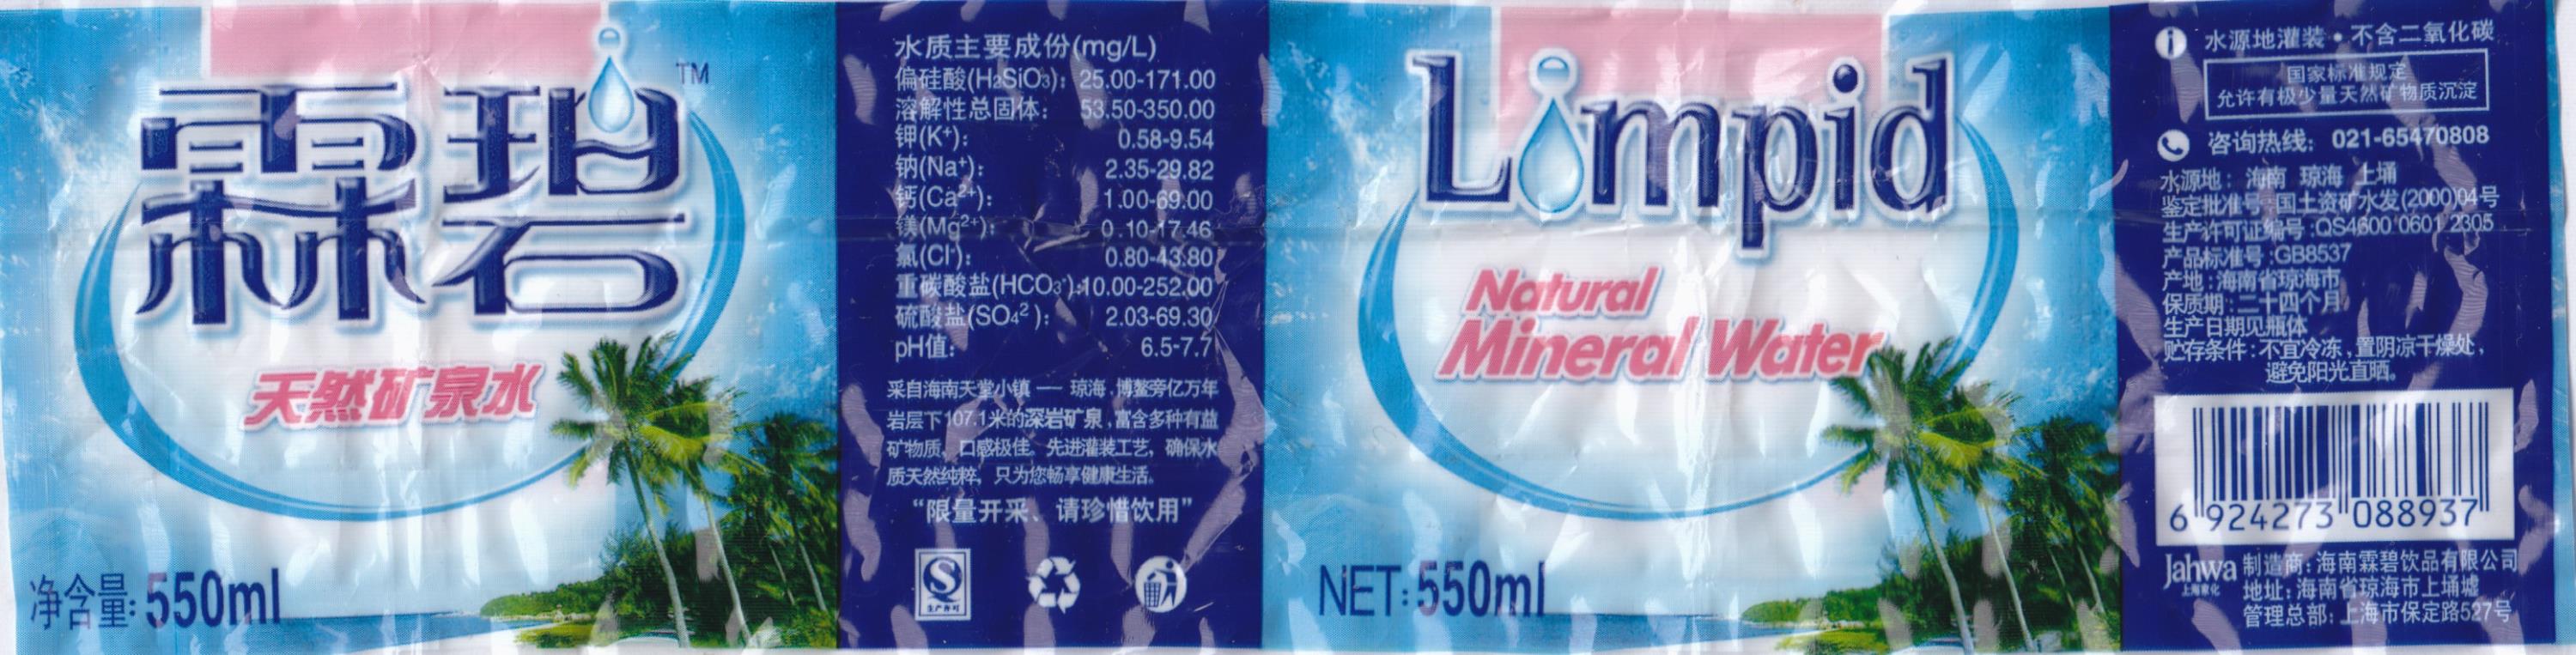 霖碧
TM
天然矿泉水
净含量:550ml
水质主要成份(mg/L)
偏硅酸(H₂SiO₃): 25.00-171.00
溶解性总固体: 53.50-350.00
钾(K⁺): 0.58-9.54
钠(Na⁺): 2.35-29.82
钙(Ca²⁺): 1.00-69.00
镁(Mg²⁺): 0.10-17.46
氯(Cl⁻): 0.80-43.80
重碳酸盐(HCO₃⁻):10.00-252.00
硫酸盐(SO₄² ): 2.03-69.30
pH值: 6.5-7.7
采自海南天堂小镇 — 琼海,博鳌旁亿万年
岩层下107.1米的深岩矿泉,富含多种有益
矿物质, 口感极佳。先进灌装工艺, 确保水
质天然纯粹, 只为您畅享健康生活。
“限量开采、请珍惜饮用”
生产许可
Limpid
Natural
Mineral Water
NET:550ml
水源地灌装•不含二氧化碳
国家标准规定
允许有极少量天然矿物质沉淀
咨询热线: 021-65470808
水源地: 海南 琼海 上埇
鉴定批准号:国土资矿水发(2000)04号
生产许可证编号:QS4600 0601 2305
产品标准号:GB8537
产地:海南省琼海市
保质期:二十四个月
生产日期见瓶体
贮存条件:不宜冷冻,置阴凉干燥处,
避免阳光直晒。
6 924273 088937
Jahwa 制造商:海南霖碧饮品有限公司
上海家化 地址:海南省琼海市上埇墟
管理总部:上海市保定路527号